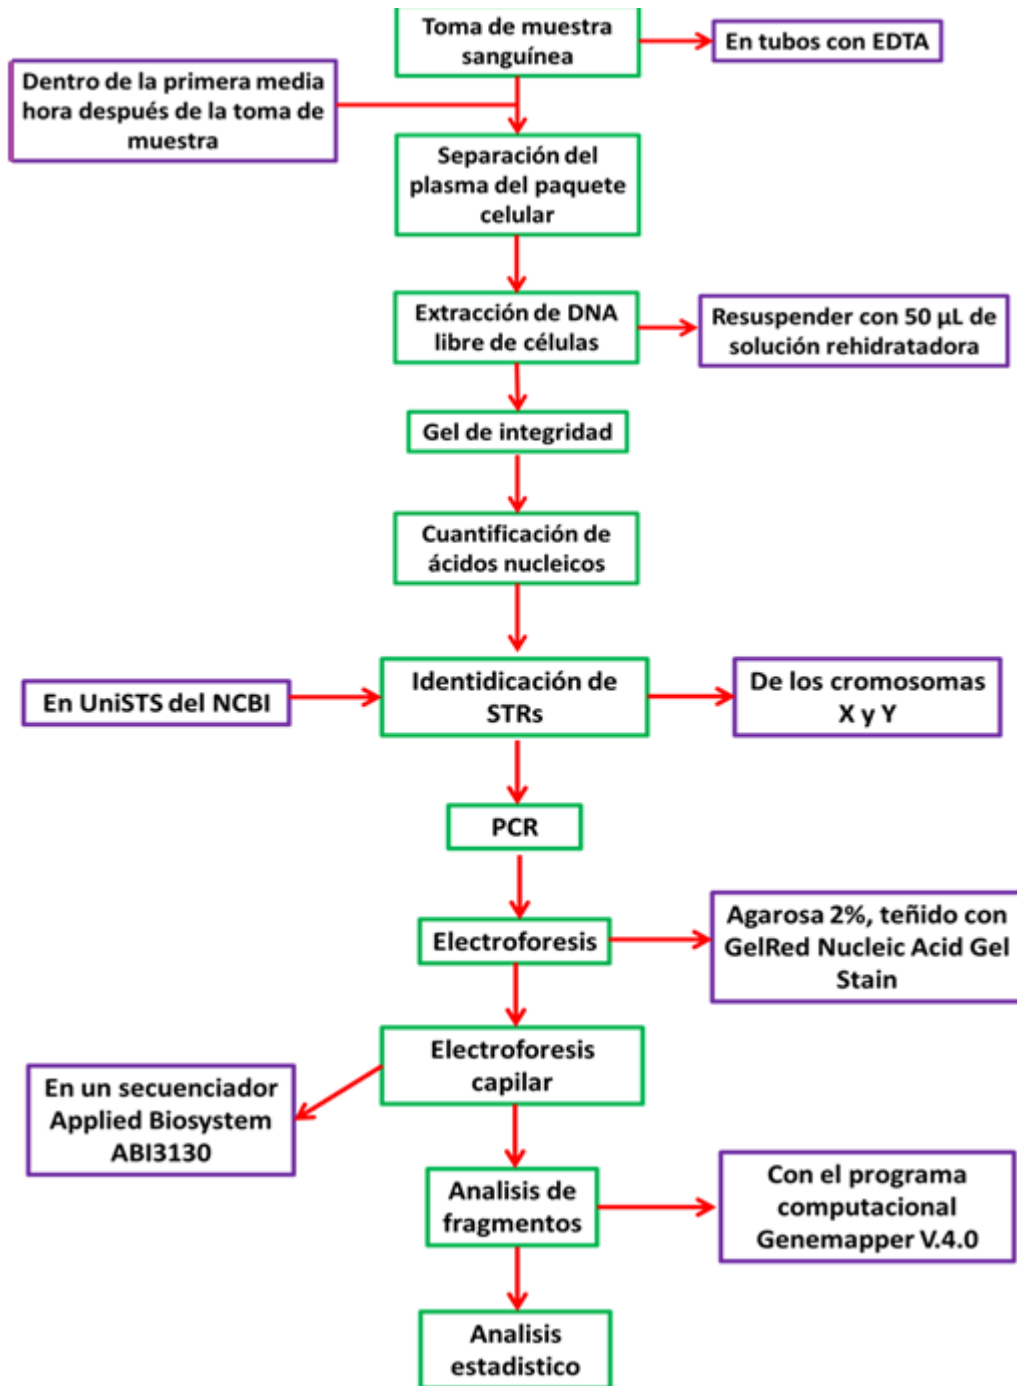 Toma de muestra
sanguínea
En tubos con EDTA
Dentro de la primera media
hora después de la toma de
muestra
Separación del
plasma del paquete
celular
Extracción de DNA
libre de células
Resuspender con 50 µL de
solución rehidratadora
Gel de integridad
Cuantificación de
ácidos nucleicos
En UniSTS del NCBI
Identidicación de
STRs
De los cromosomas
X y Y
PCR
Electroforesis
Agarosa 2%, teñido con
GelRed Nucleic Acid Gel
Stain
Electroforesis
capilar
En un secuenciador
Applied Biosystem
ABI3130
Analisis de
fragmentos
Con el programa
computacional
Genemapper V.4.0
Analisis
estadistico